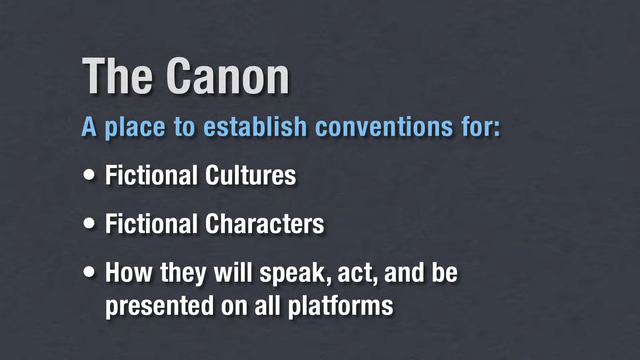 The Canon
A place to establish conventions for:
• Fictional Cultures
• Fictional Characters
• How they will speak, act, and be
presented on all platforms